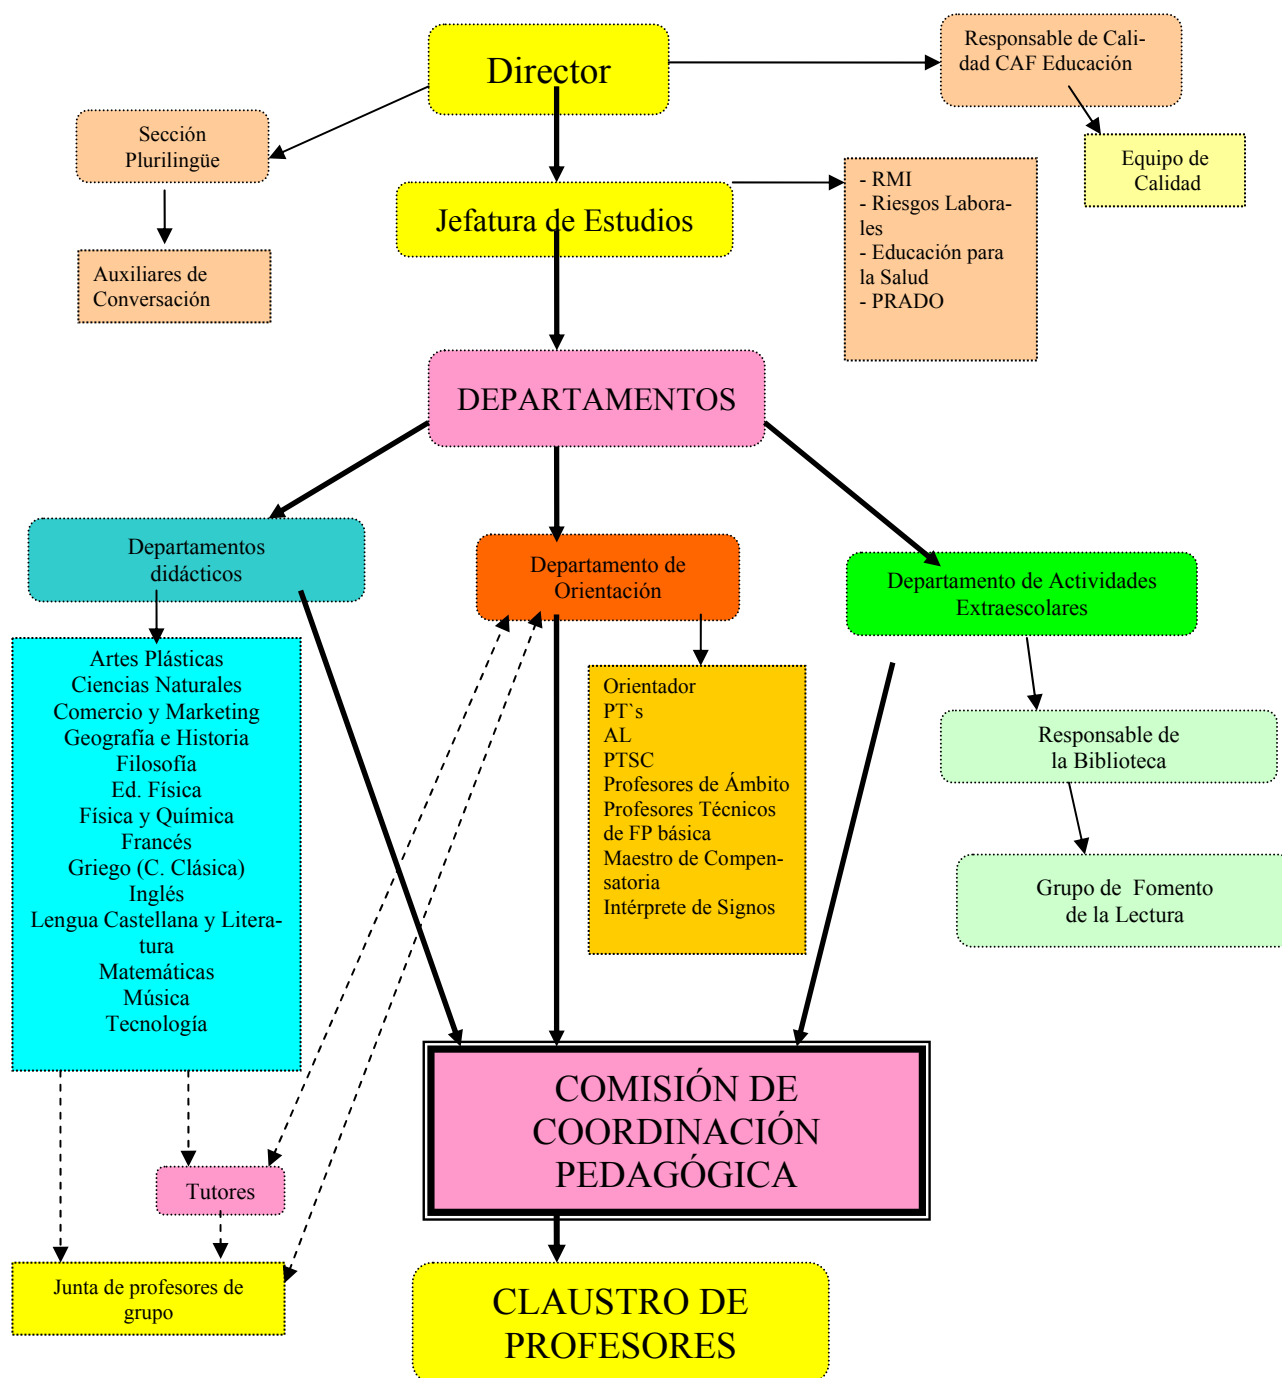 Director
Responsable de Cali-
dad CAF Educación
Sección
Plurilingüe
Equipo de
Calidad
Jefatura de Estudios
- RMI
- Riesgos Labora-
les
- Educación para
la Salud
- PRADO
Auxiliares de
Conversación
DEPARTAMENTOS
Departamentos
didácticos
Departamento de
Orientación
Departamento de Actividades
Extraescolares
Artes Plásticas
Ciencias Naturales
Comercio y Marketing
Geografía e Historia
Filosofía
Ed. Física
Física y Química
Francés
Griego (C. Clásica)
Inglés
Lengua Castellana y Litera-
tura
Matemáticas
Música
Tecnología
Orientador
PT`s
AL
PTSC
Profesores de Ámbito
Profesores Técnicos
de FP básica
Maestro de Compen-
satoria
Intérprete de Signos
Responsable de
la Biblioteca
Grupo de Fomento
de la Lectura
COMISIÓN DE
COORDINACIÓN
PEDAGÓGICA
Tutores
Junta de profesores de
grupo
CLAUSTRO DE
PROFESORES